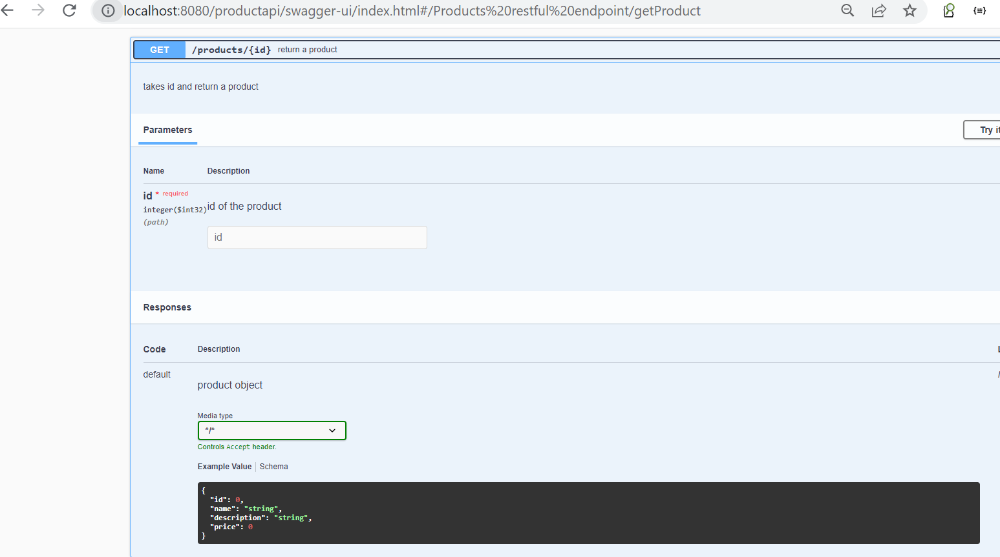 localhost:8080/productapi/swagger-ui/index.html#/Products%20restful%20endpoint/getProduct
GET /products/{id} return a product
takes id and return a product
Parameters
Try it
Name Description
id * required
integer($int32)
(path)
id of the product
id
Responses
Code Description
default
product object
Media type
*/*
Controls Accept header.
Example Value Schema
{
"id": 0,
"name": "string",
"description": "string",
"price": 0
}